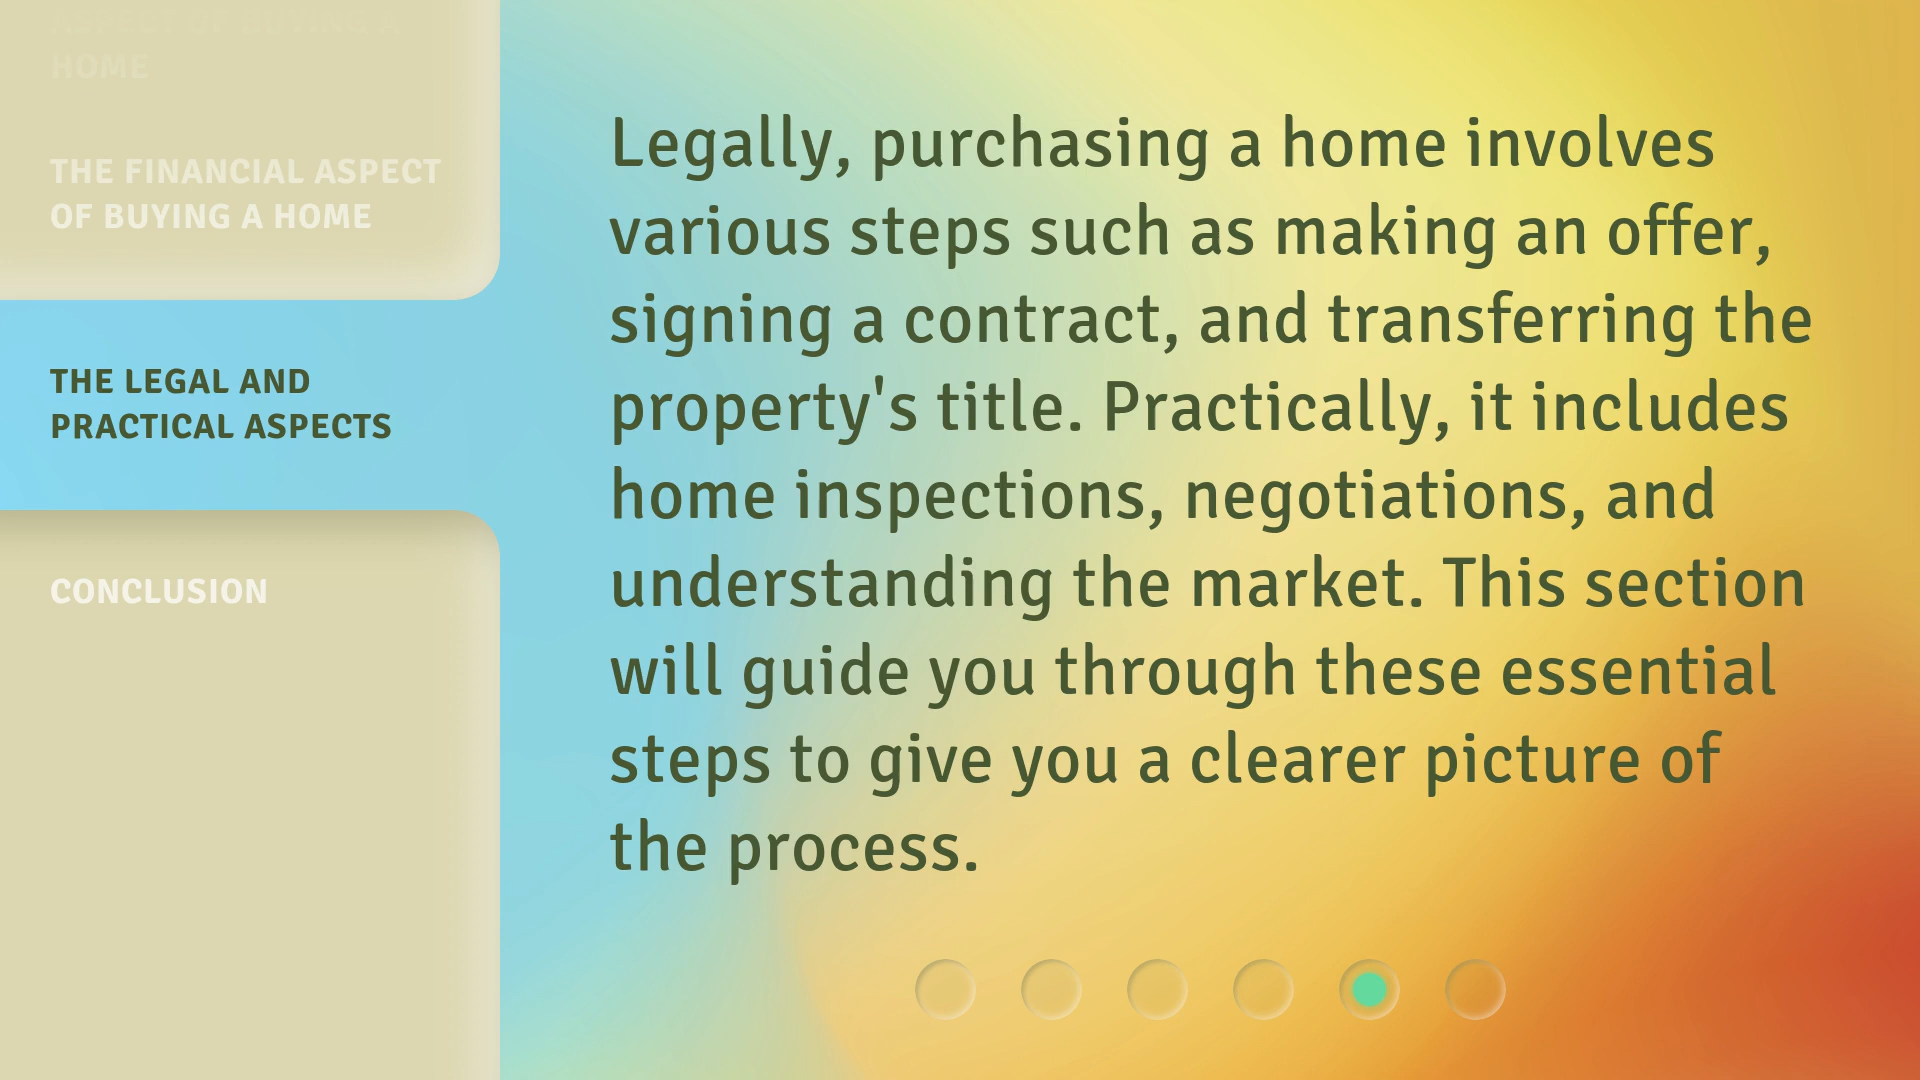 ASPECT OF BUYING A
HOME
THE FINANCIAL ASPECT
OF BUYING A HOME
THE LEGAL AND
PRACTICAL ASPECTS
CONCLUSION
Legally, purchasing a home involves
various steps such as making an offer,
signing a contract, and transferring the
property's title. Practically, it includes
home inspections, negotiations, and
understanding the market. This section
will guide you through these essential
steps to give you a clearer picture of
the process.